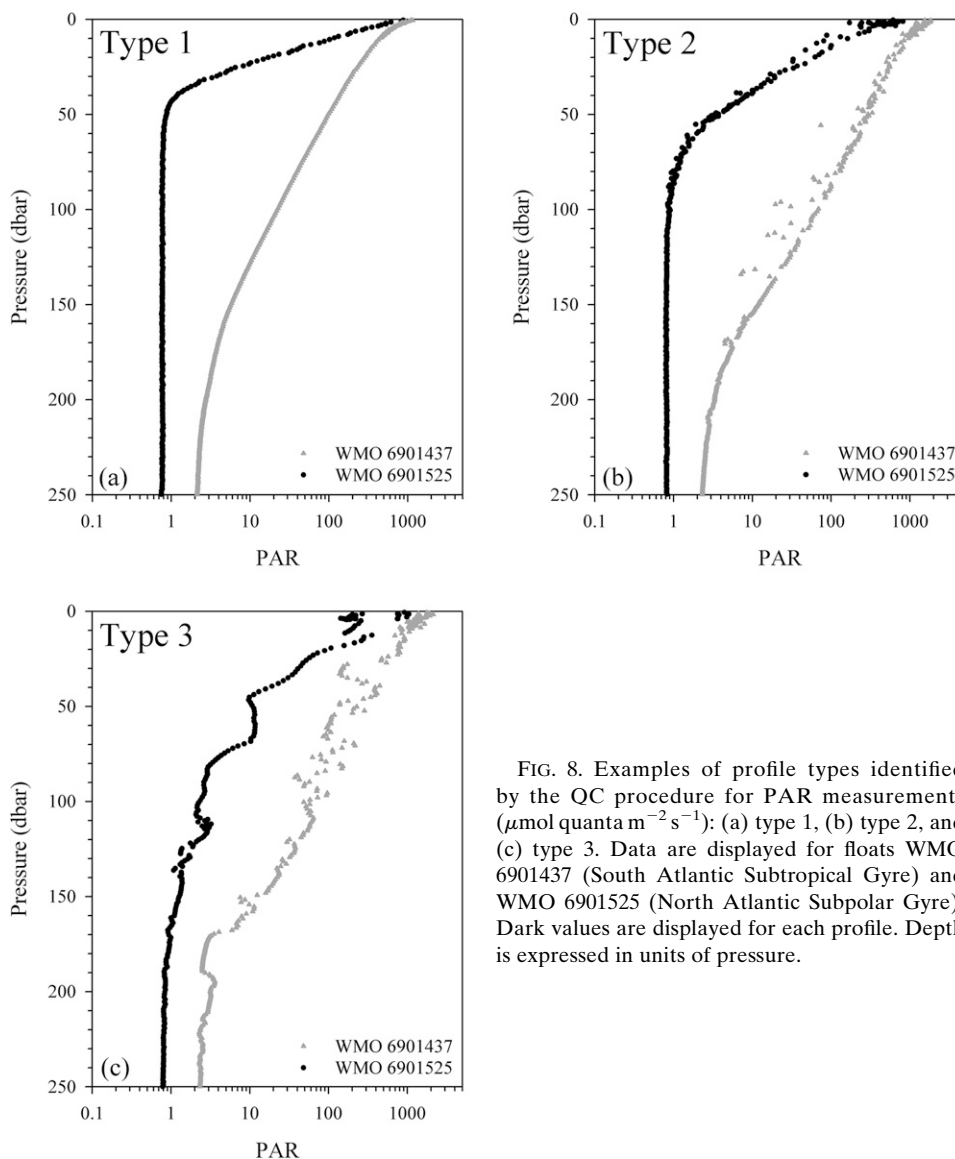 Type 1
0
50
100
150
200
250
Pressure (dbar)
WMO 6901437
WMO 6901525
(a)
0.1 1 10 100 1000
PAR
Type 2
0
50
100
150
200
250
Pressure (dbar)
WMO 6901437
WMO 6901525
(b)
0.1 1 10 100 1000
PAR
Type 3
0
50
100
150
200
250
Pressure (dbar)
WMO 6901437
WMO 6901525
(c)
0.1 1 10 100 1000
PAR
FIG. 8. Examples of profile types identified
by the QC procedure for PAR measurement
(μmol quanta m−2 s−1): (a) type 1, (b) type 2, and
(c) type 3. Data are displayed for floats WMO
6901437 (South Atlantic Subtropical Gyre) and
WMO 6901525 (North Atlantic Subpolar Gyre)
Dark values are displayed for each profile. Depth
is expressed in units of pressure.